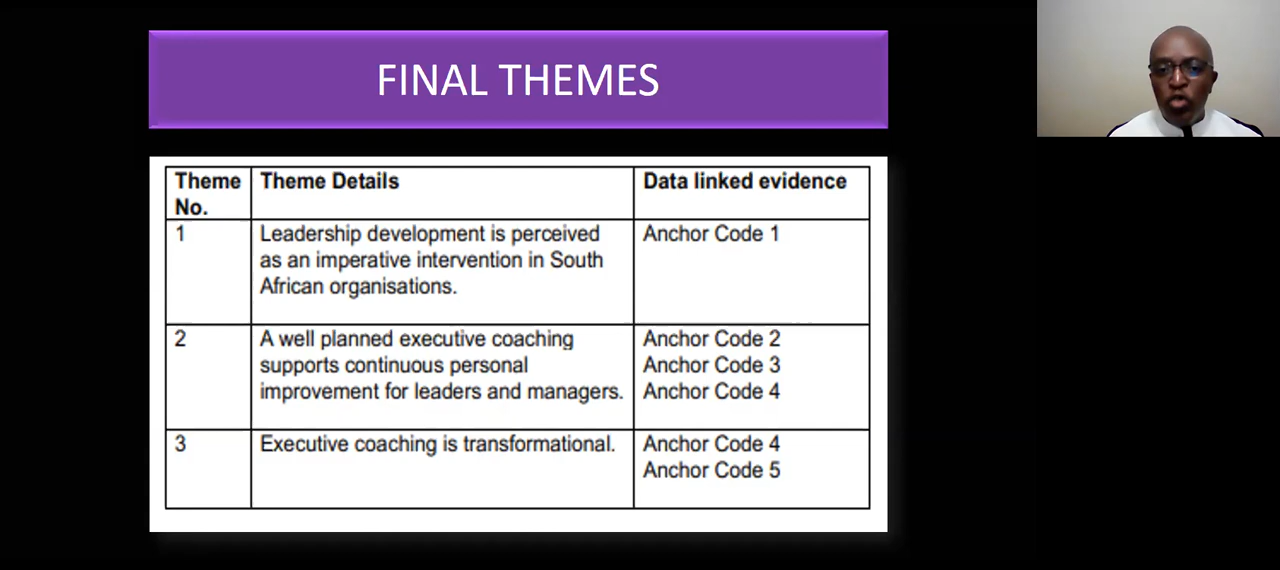 FINAL THEMES
Theme No.
Theme Details
Data linked evidence
1
Leadership development is perceived
as an imperative intervention in South
African organisations.
Anchor Code 1
2
A well planned executive coaching
supports continuous personal
improvement for leaders and managers.
Anchor Code 2
Anchor Code 3
Anchor Code 4
3
Executive coaching is transformational.
Anchor Code 4
Anchor Code 5